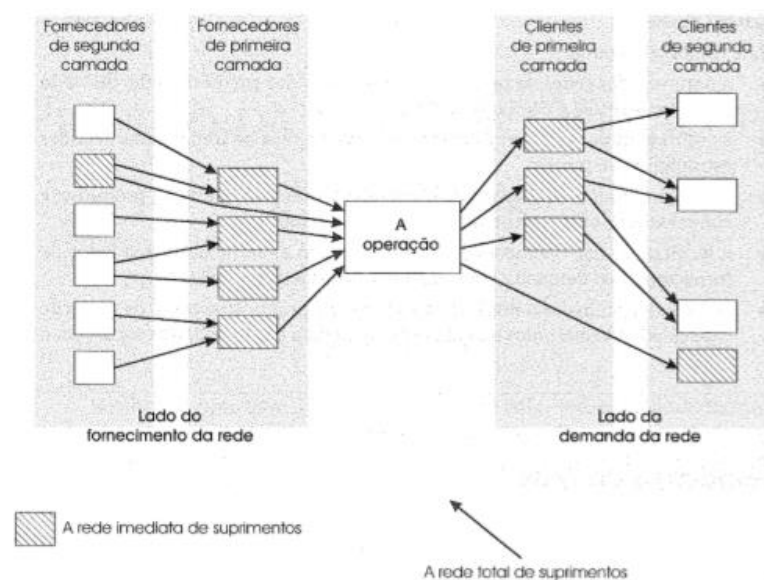 Fornecedores
de segunda
camada
Fornecedores
de primeira
camada
Clientes
de primeira
camada
Clientes
de segunda
camada
A
operação
Lado do
fornecimento da rede
Lado da
demanda da rede
A rede imediata de suprimentos
A rede total de suprimentos